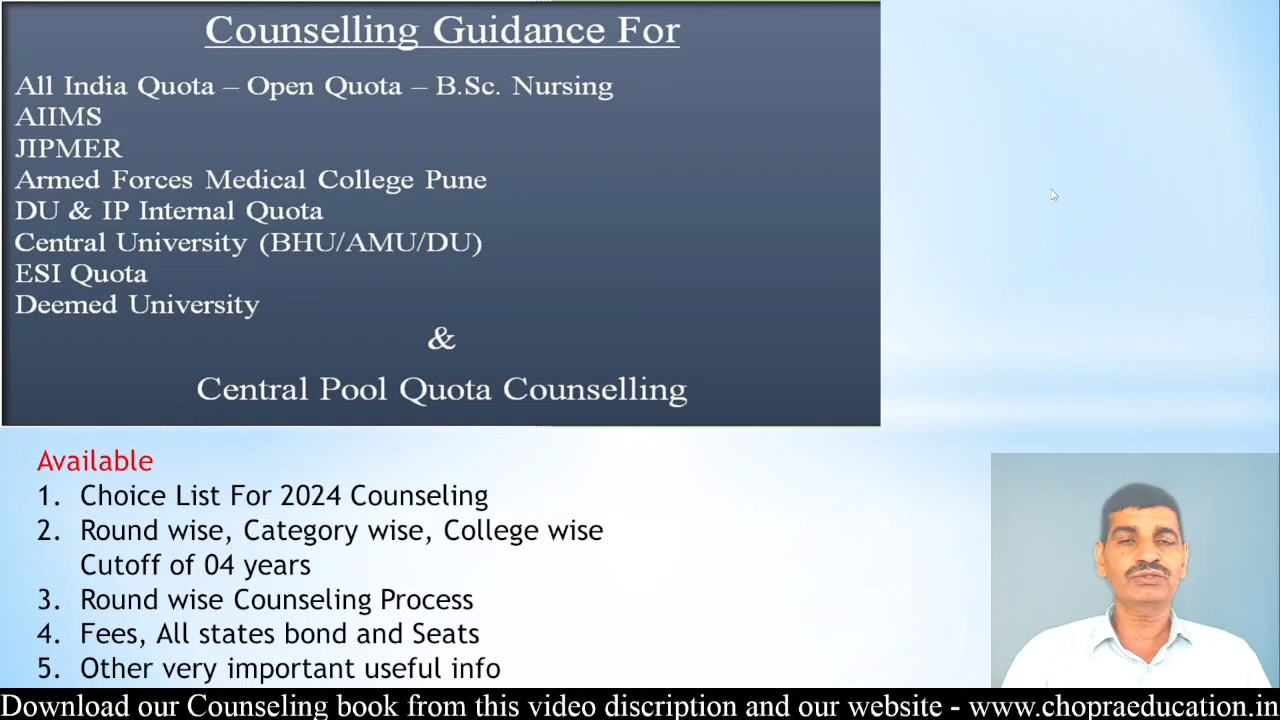 Counselling Guidance For
All India Quota – Open Quota – B.Sc. Nursing
AIIMS
JIPMER
Armed Forces Medical College Pune
DU & IP Internal Quota
Central University (BHU/AMU/DU)
ESI Quota
Deemed University
&
Central Pool Quota Counselling
Available
1. Choice List For 2024 Counseling
2. Round wise, Category wise, College wise
Cutoff of 04 years
3. Round wise Counseling Process
4. Fees, All states bond and Seats
5. Other very important useful info
Download our Counseling book from this video discription and our website - www.chopraeducation.in